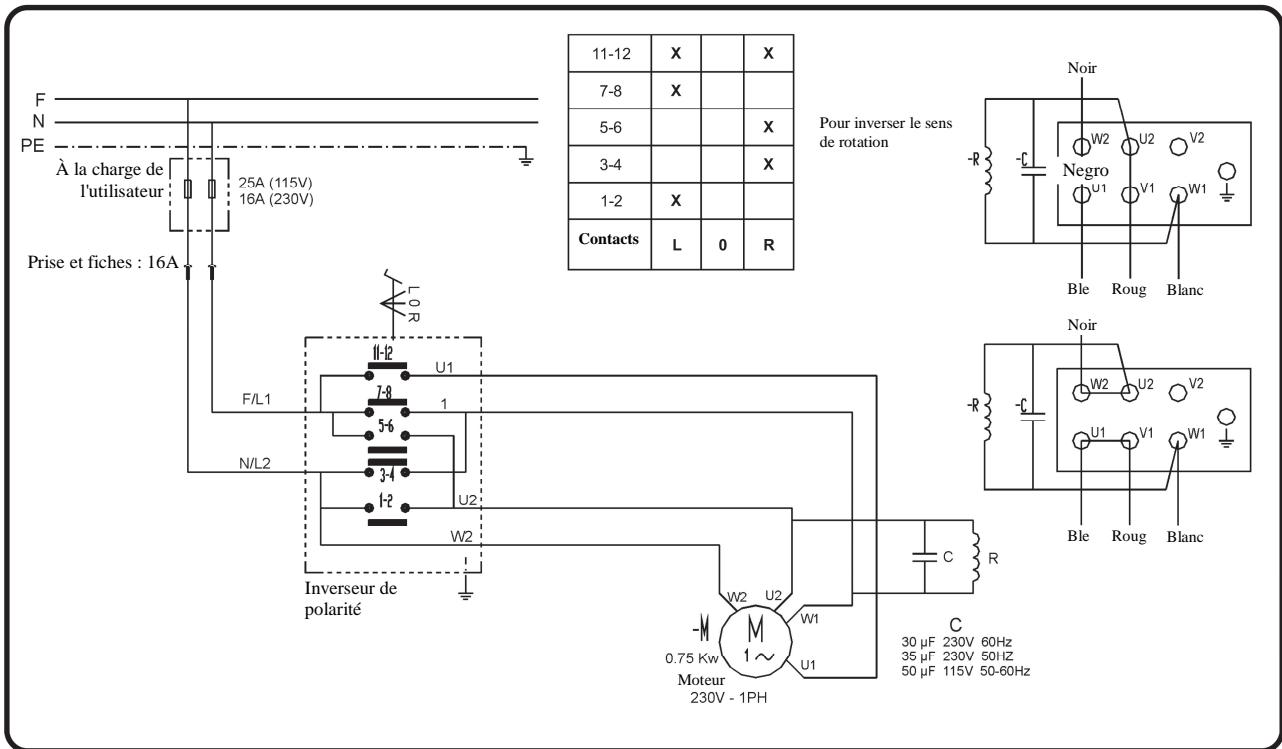 F
N
PE
À la charge de
l'utilisateur
25A (115V)
16A (230V)
Prise et fiches : 16A
11-12 X X
7-8 X
5-6 X
3-4 X
1-2 X
Contacts L 0 R
Pour inverser le sens
de rotation
Noir
W2 U2 V2
-R -C Negro
U1 V1 W1
Ble Roug Blanc
Noir
W2 U2 V2
-R -C
U1 V1 W1
Ble Roug Blanc
L 0 R
11-12
U1
7-8
F/L1
1
5-6
N/L2
3-4
1-2
U2
W2
Inverseur de
polarité
C R
W2 U2
W1
-M M
1 ~
U1
0.75 Kw
Moteur
230V - 1PH
C
30 µF 230V 60Hz
35 µF 230V 50HZ
50 µF 115V 50-60Hz